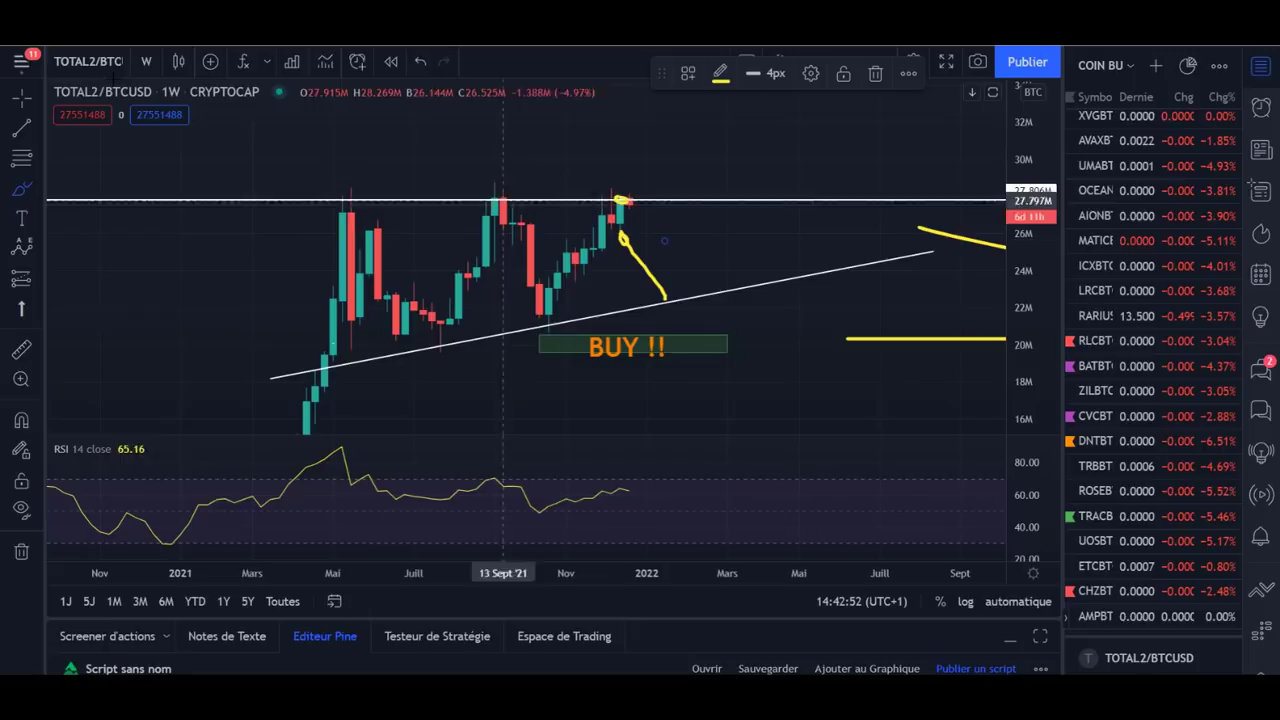 11
TOTAL2/BTCU
W
Publier
4px
TOTAL2/BTCUSD · 1W · CRYPTOCAP
O27.915M H28.269M B26.144M C26.525M −1.388M (−4.97%)
27551488 0 27551488
BTC
32M
30M
27.806M
27.797M
6d 11h
26M
24M
22M
20M
18M
16M
BUY !!
RSI 14 close 65.16
80.00
60.00
40.00
20.00
Nov 2021 Mars Mai Juill 13 Sept '21 Nov 2022 Mars Mai Juill Sept
1J 5J 1M 3M 6M YTD 1Y 5Y Toutes
14:42:52 (UTC+1)
% log automatique
Screener d'actions Notes de Texte Editeur Pine Testeur de Stratégie Espace de Trading
Script sans nom
Ouvrir Sauvegarder Ajouter au Graphique Publier un script
COIN BU
Symbo Dernie Chg Chg%
XVGBT 0.0000 0.0000 0.00%
AVAXB 0.0022 −0.000 −1.85%
UMAB1 0.0000 −0.000 −4.93%
OCEAN 0.0000 −0.000 −3.81%
AIONB 0.0000 −0.000 −3.90%
MATICE 0.0000 −0.000 −5.11%
ICXBTC 0.0000 −0.000 −4.01%
LRCBT 0.0000 −0.000 −3.68%
RARIUS 13.500 −0.49 −3.57%
RLCBT 0.0000 −0.000 −3.04%
BATBT 0.0000 −0.000 −4.37%
ZILBTC 0.0000 −0.000 −3.05%
CVCBT 0.0000 −0.000 −2.88%
DNTBT 0.0000 −0.000 −6.51%
TRBBT 0.0006 −0.000 −4.69%
ROSEB 0.0000 −0.000 −5.52%
TRACB 0.0000 −0.000 −5.46%
UOSBT 0.0000 −0.000 −5.17%
ETCBT 0.0007 −0.000 −0.80%
CHZBT 0.0000 −0.000 −2.48%
AMPBT 0.0000 0.0000 0.00%
T TOTAL2/BTCUSD
2